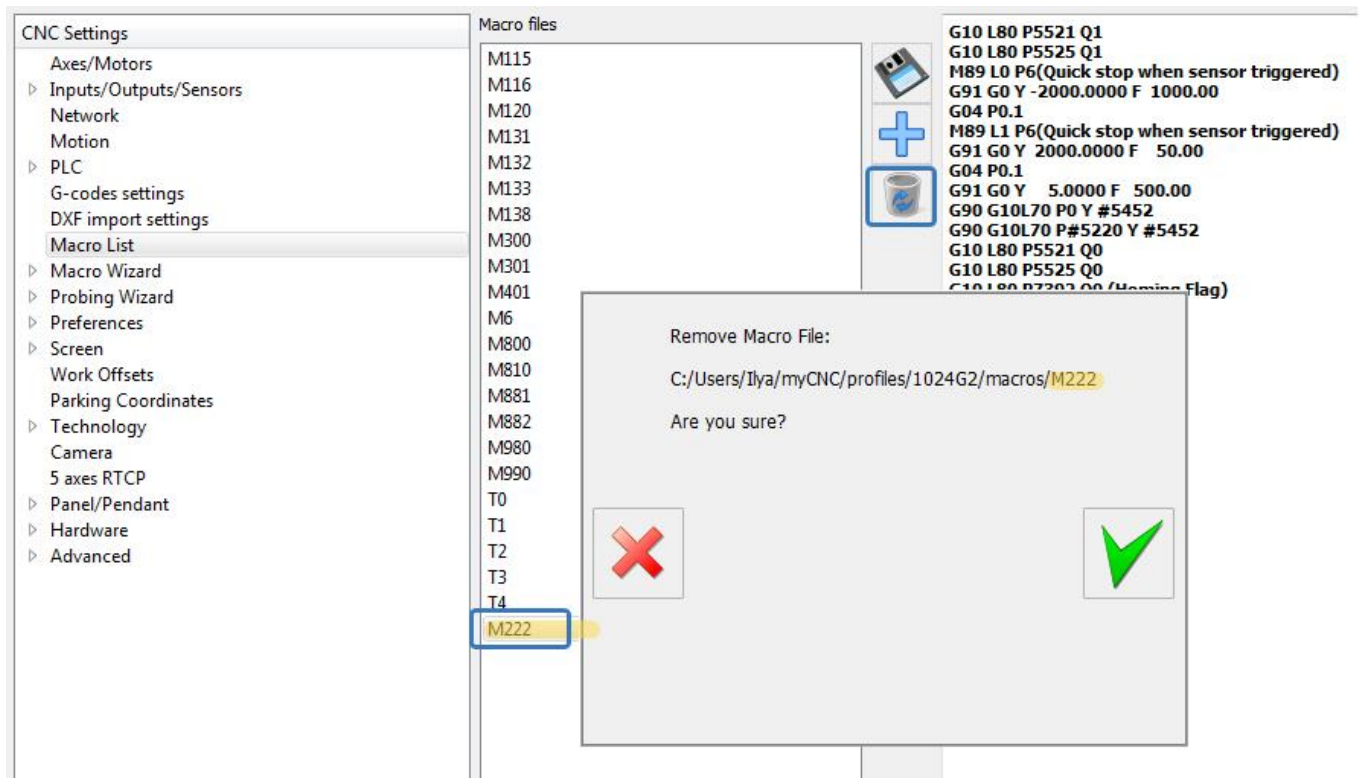 CNC Settings
Axes/Motors
Inputs/Outputs/Sensors
Network
Motion
PLC
G-codes settings
DXF import settings
Macro List
Macro Wizard
Probing Wizard
Preferences
Screen
Work Offsets
Parking Coordinates
Technology
Camera
5 axes RTCP
Panel/Pendant
Hardware
Advanced
Macro files
M115
M116
M120
M131
M132
M133
M138
M300
M301
M401
M6
M800
M810
M881
M882
M980
M990
T0
T1
T2
T3
T4
M222
G10 L80 P5521 Q1
G10 L80 P5525 Q1
M89 L0 P6(Quick stop when sensor triggered)
G91 G0 Y -2000.0000 F 1000.00
G04 P0.1
M89 L1 P6(Quick stop when sensor triggered)
G91 G0 Y 2000.0000 F 50.00
G04 P0.1
G91 G0 Y 5.0000 F 500.00
G90 G10L70 P0 Y #5452
G90 G10L70 P#5220 Y #5452
G10 L80 P5521 Q0
G10 L80 P5525 Q0
G10 L80 P7392 Q0 (Homing Flag)
Remove Macro File:
C:/Users/Ilya/myCNC/profiles/1024G2/macros/M222
Are you sure?